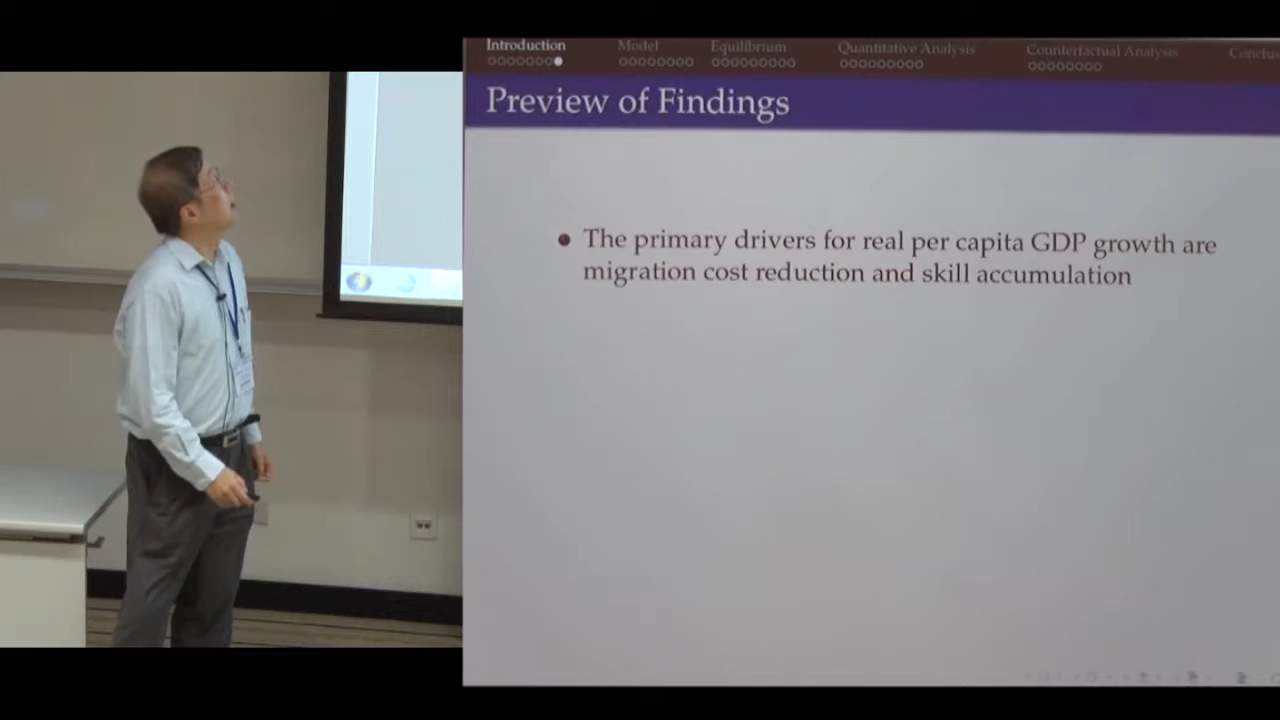 Introduction Model Equilibrium Quantitative Analysis Counterfactual Analysis
Preview of Findings
The primary drivers for real per capita GDP growth are
migration cost reduction and skill accumulation